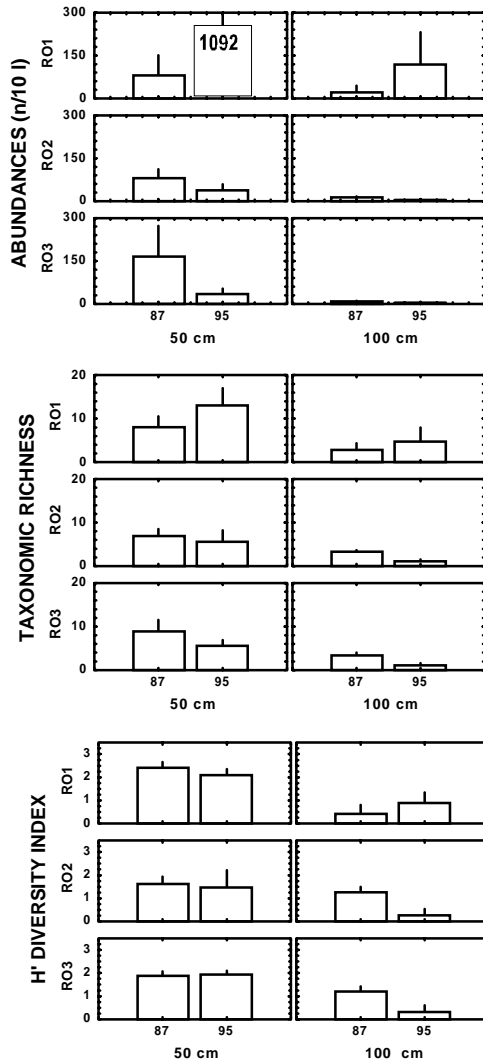 ABUNDANCES (n/10 l)
RO1
300
150
0
1092
RO2
300
150
0
RO3
300
150
0
87 95 87 95
50 cm 100 cm
TAXONOMIC RICHNESS
RO1
20
10
0
RO2
20
10
0
RO3
20
10
0
87 95 87 95
50 cm 100 cm
H' DIVERSITY INDEX
RO1
3
2
1
0
RO2
3
2
1
0
RO3
3
2
1
0
87 95 87 95
50 cm 100 cm